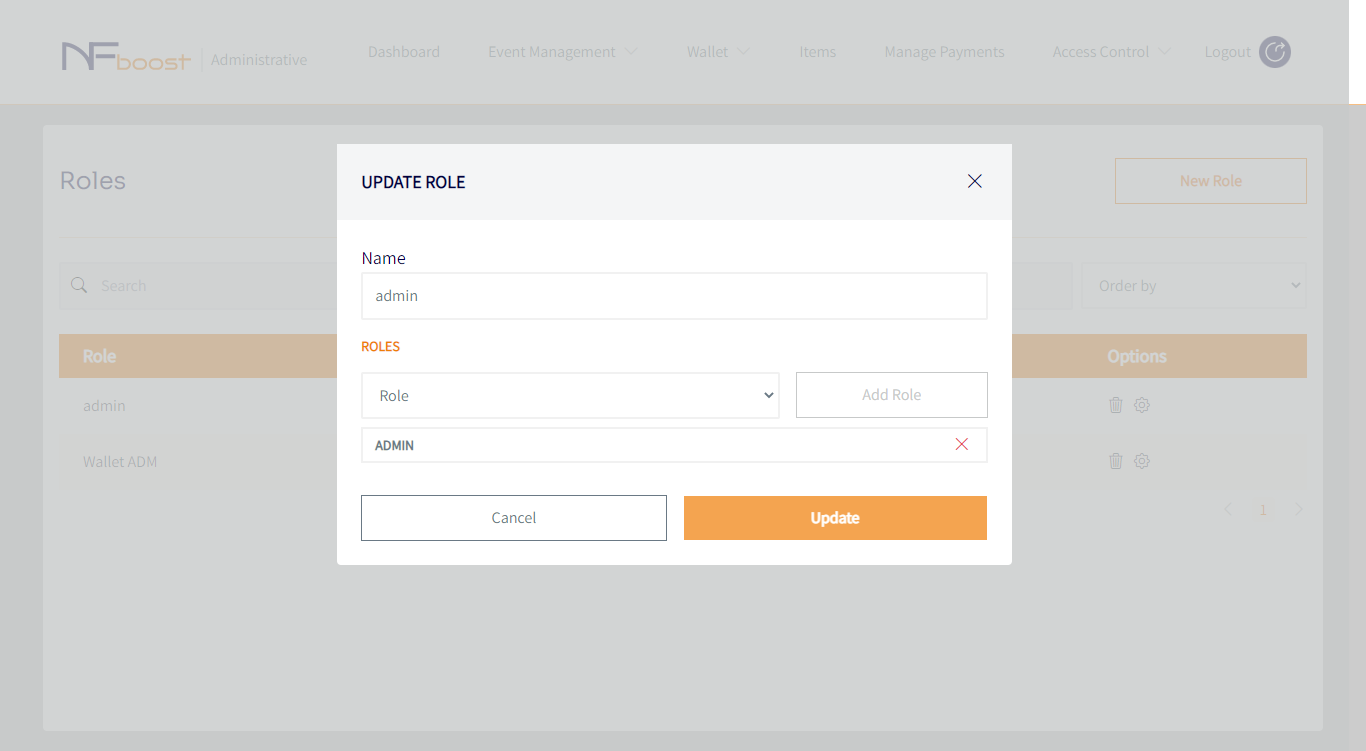 NFboost Administrative Dashboard Event Management Wallet Items Manage Payments Access Control Logout
Roles
New Role
Search
Order by
Role
Options
admin
Wallet ADM
1
UPDATE ROLE
Name
admin
ROLES
Role
Add Role
ADMIN
Cancel
Update